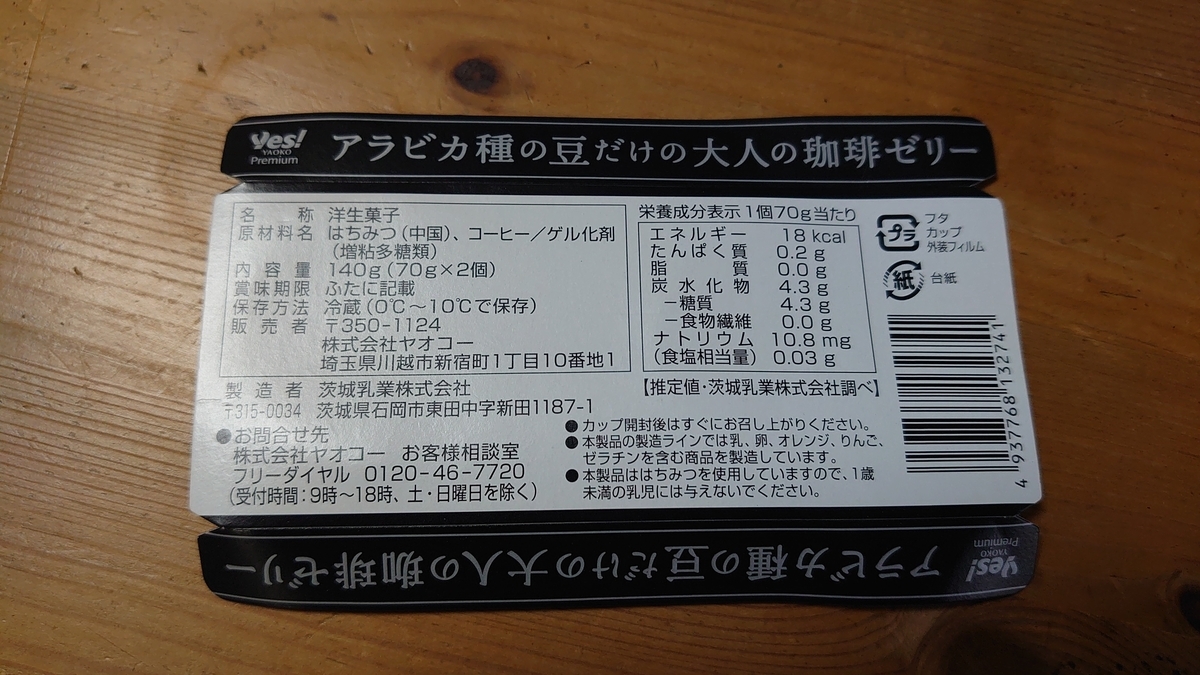 Yes!
YAOKO
Premium
アラビカ種の豆だけの大人の珈琲ゼリー
名称 洋生菓子
原材料名 はちみつ(中国)、コーヒー/ゲル化剤
(増粘多糖類)
内容量 140g(70g×2個)
賞味期限 ふたに記載
保存方法 冷蔵(0℃~10℃で保存)
販売者 〒350-1124
株式会社ヤオコー
埼玉県川越市新宿町1丁目10番地1
製造者 茨城乳業株式会社
〒315-0034 茨城県石岡市東田中字新田1187-1
●お問合せ先
株式会社ヤオコー お客様相談室
フリーダイヤル 0120-46-7720
(受付時間:9時~18時、土・日曜日を除く)
栄養成分表示 1個70g当たり
エネルギー 18 kcal
たんぱく質 0.2 g
脂質 0.0 g
炭水化物 4.3 g
-糖質 4.3 g
-食物繊維 0.0 g
ナトリウム 10.8 mg
(食塩相当量) 0.03 g
【推定値・茨城乳業株式会社調べ】
●カップ開封後はすぐにお召し上がりください。
●本製品の製造ラインでは乳、卵、オレンジ、りんご、
ゼラチンを含む商品を製造しています。
●本製品ははちみつを使用していますので、1歳
未満の乳児には与えないでください。
プラ
フタ
カップ
外装フィルム
紙
台紙
4 937768 132741
アラビカ種の豆だけの大人の珈琲ゼリー
Yes!
YAOKO
Premium